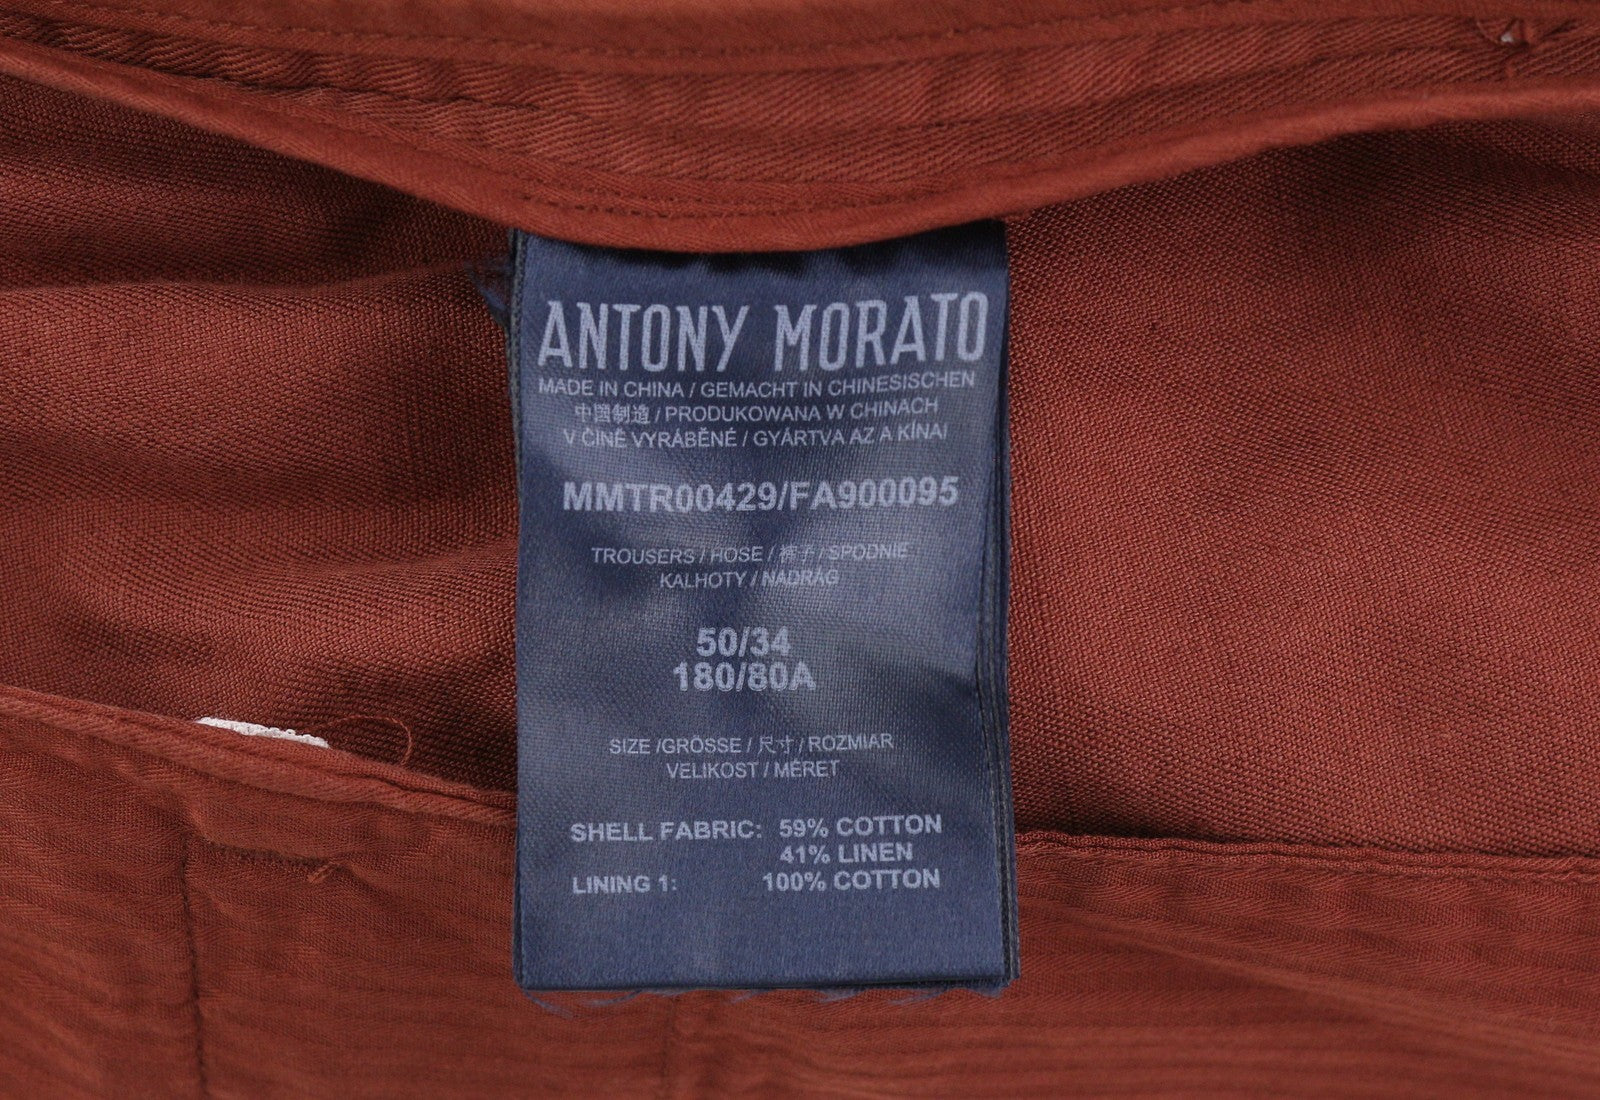 ANTONY MORATO
MADE IN CHINA / GEMACHT IN CHINESISCHEN
中國制造 / PRODUKOWANA W CHINACH
V ČINĚ VYRÁBĚNÉ / GYÁRTVA AZ A KÍNAI
MMTR00429/FA900095
TROUSERS / HOSE / 裤子 / SPODNIE
KALHOTY / NADRÁG
50/34
180/80A
SIZE /GRÖSSE / 尺寸 / ROZMIAR
VELIKOST / MÉRET
SHELL FABRIC: 59% COTTON
41% LINEN
LINING 1: 100% COTTON